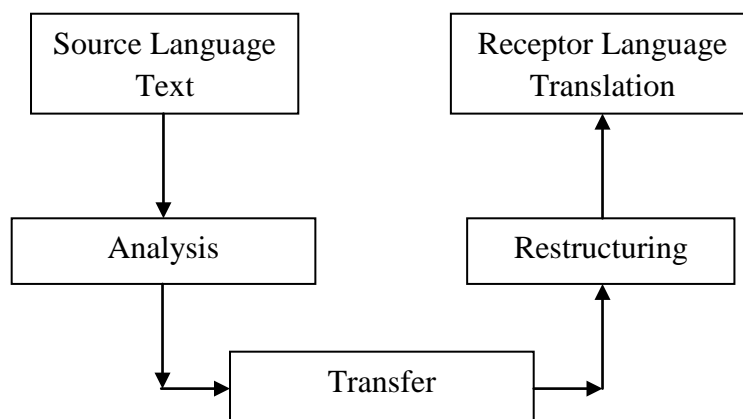 Source Language
Text
Receptor Language
Translation
Analysis
Restructuring
Transfer